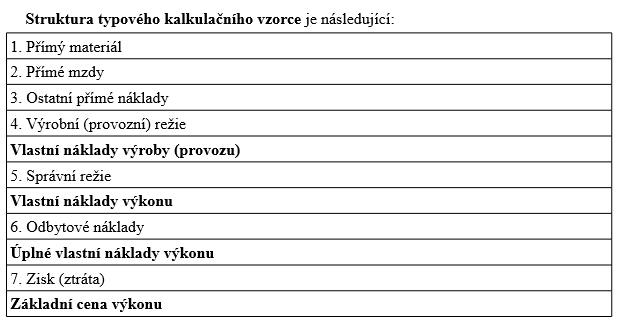 Struktura typového kalkulačního vzorce je následující:
1. Přímý materiál
2. Přímé mzdy
3. Ostatní přímé náklady
4. Výrobní (provozní) režie
Vlastní náklady výroby (provozu)
5. Správní režie
Vlastní náklady výkonu
6. Odbytové náklady
Úplné vlastní náklady výkonu
7. Zisk (ztráta)
Základní cena výkonu